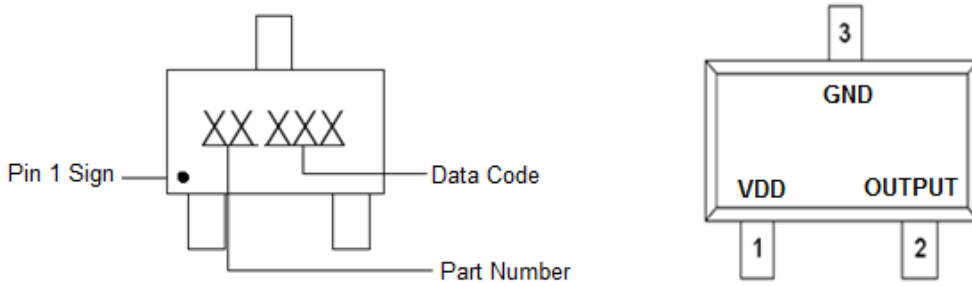 XX XXX
Pin 1 Sign
Data Code
Part Number
3
GND
VDD
OUTPUT
1
2